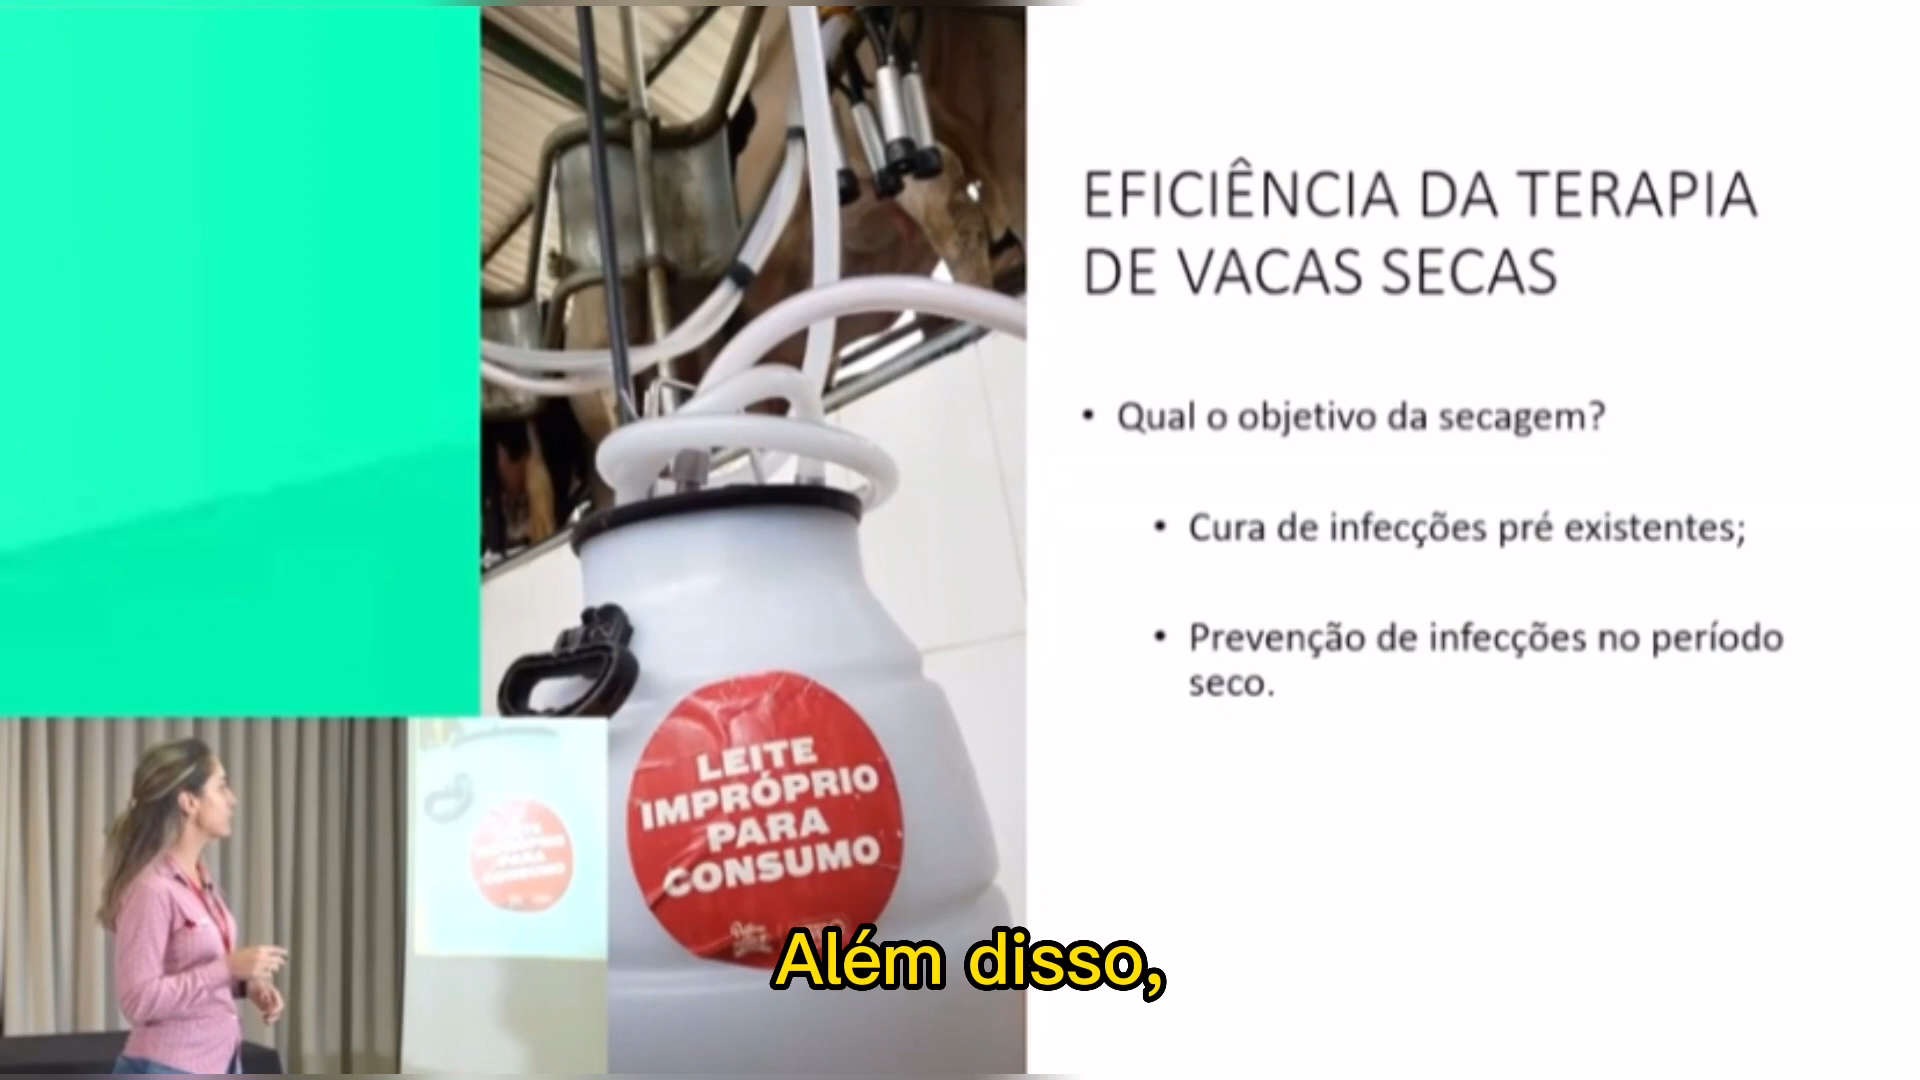 EFICIÊNCIA DA TERAPIA
DE VACAS SECAS
• Qual o objetivo da secagem?
• Cura de infecções pré existentes;
• Prevenção de infecções no período
seco.
LEITE
IMPRÓPRIO
PARA
CONSUMO
Além disso,